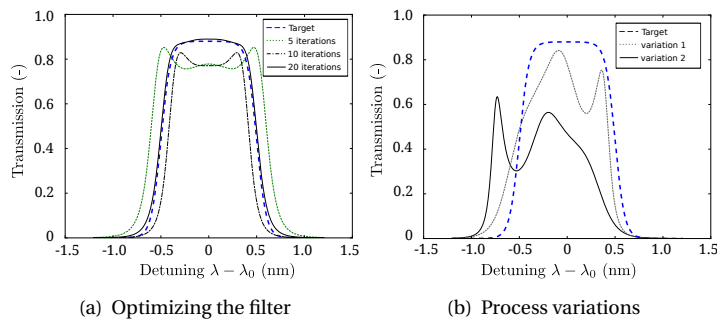 1.0
0.8
0.6
0.4
0.2
0
-1.5
-1.0
-0.5
0
0.5
1.0
1.5
Transmission (-)
Detuning λ − λ0 (nm)
Target
5 iterations
10 iterations
20 iterations
(a) Optimizing the filter
1.0
0.8
0.6
0.4
0.2
0
-1.5
-1.0
-0.5
0
0.5
1.0
1.5
Transmission (-)
Detuning λ − λ0 (nm)
Target
variation 1
variation 2
(b) Process variations